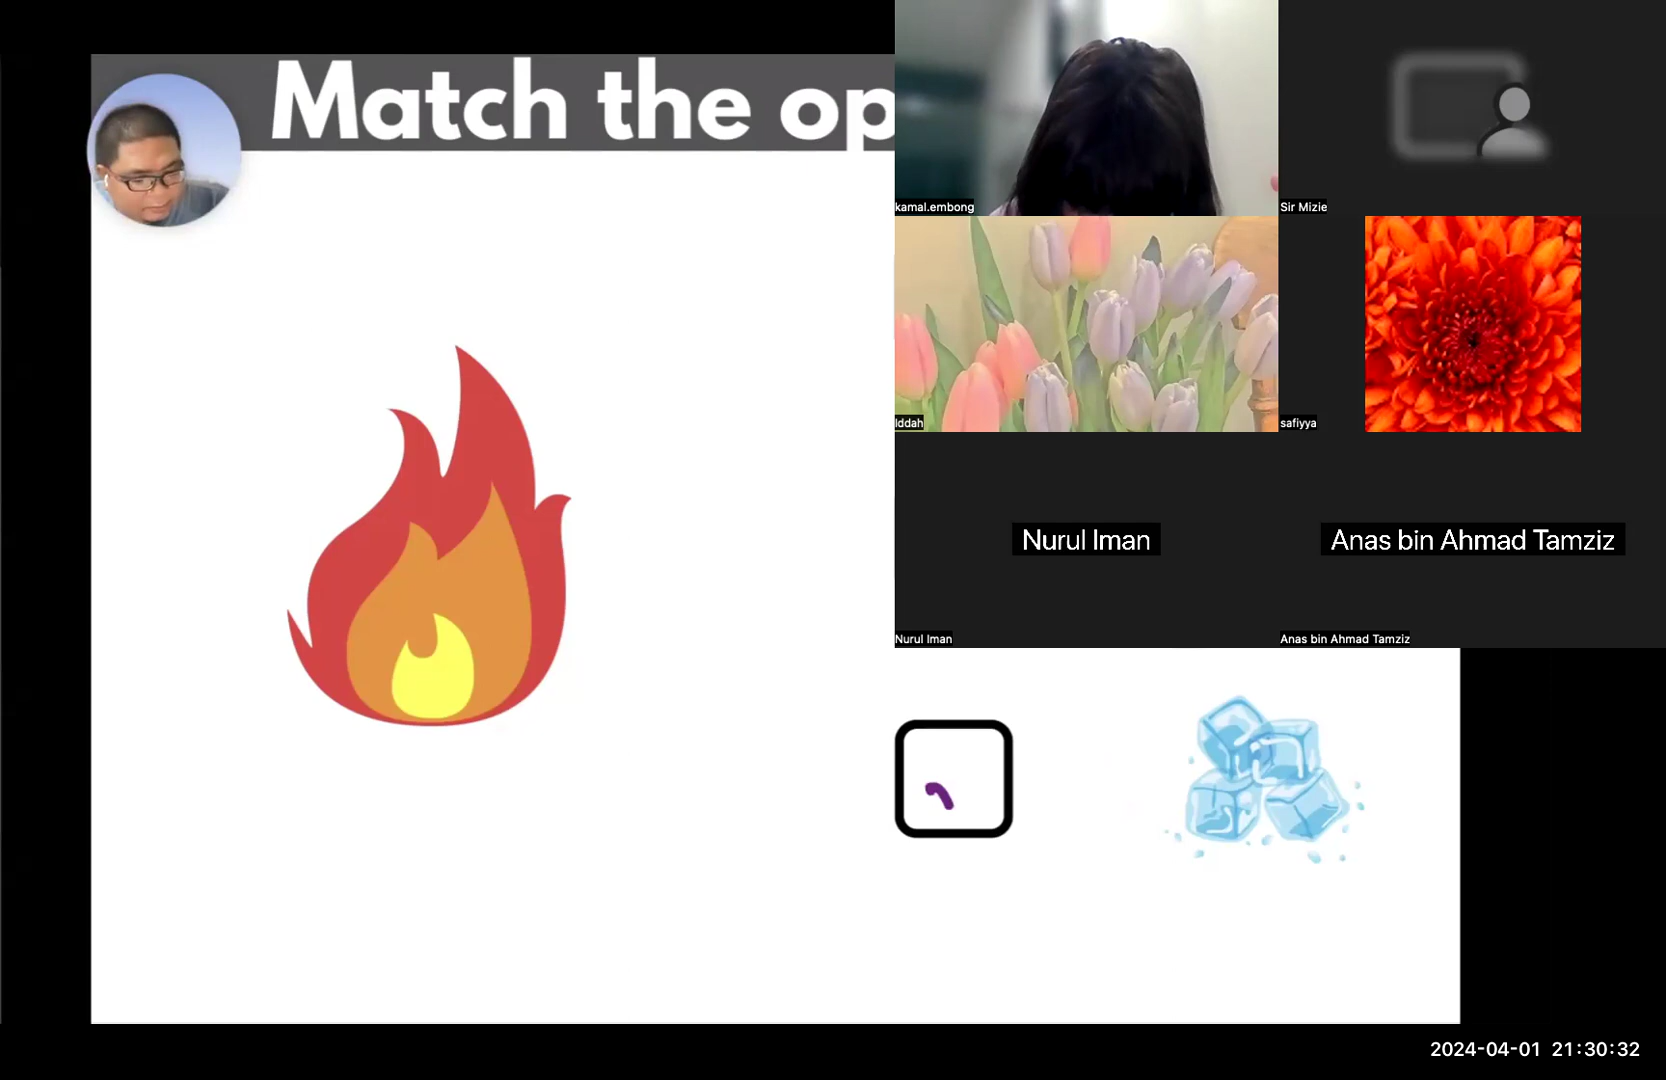 Match the op
kamal.embong
Sir Mizie
Iddah
safiyya
Nurul Iman
Anas bin Ahmad Tamziz
Nurul Iman
Anas bin Ahmad Tamziz
2024-04-01 21:30:32